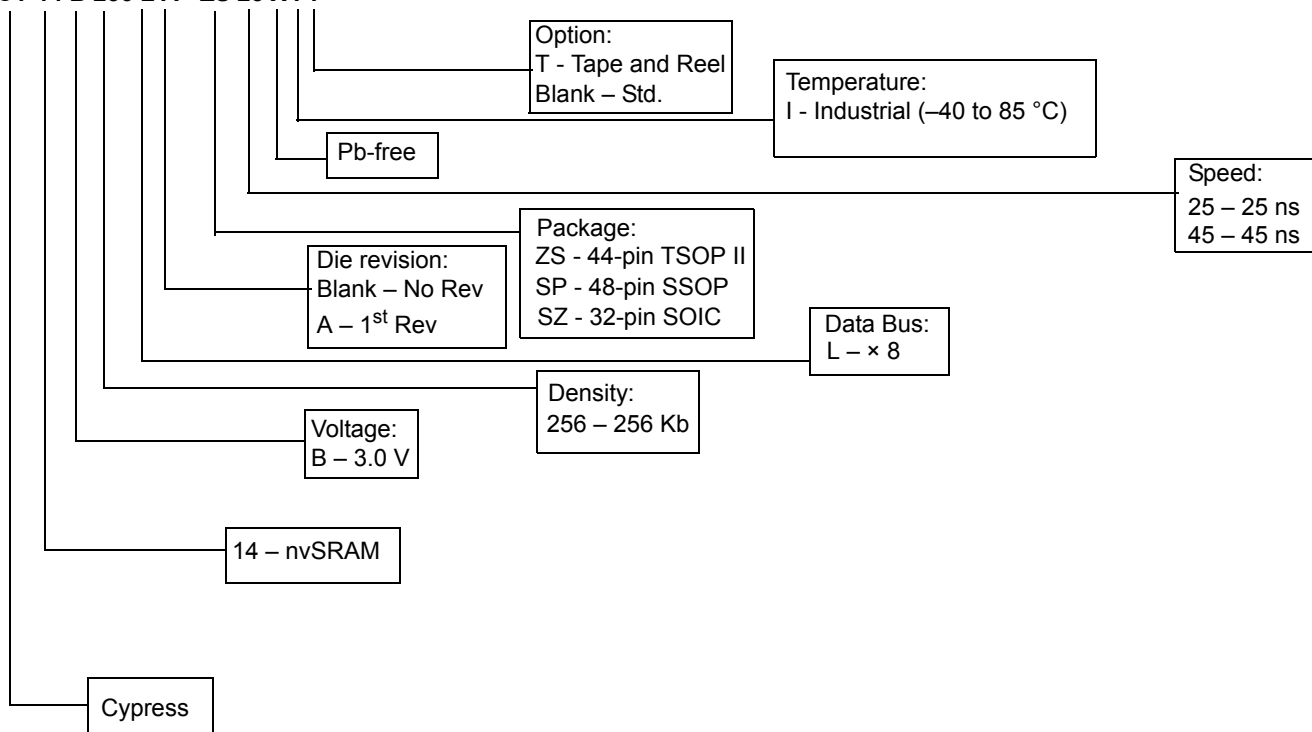 Option:
T - Tape and Reel
Blank – Std.
Temperature:
I - Industrial (–40 to 85 °C)
Pb-free
Speed:
25 – 25 ns
45 – 45 ns
Package:
ZS - 44-pin TSOP II
SP - 48-pin SSOP
SZ - 32-pin SOIC
Die revision:
Blank – No Rev
A – 1st Rev
Data Bus:
L – × 8
Density:
256 – 256 Kb
Voltage:
B – 3.0 V
14 – nvSRAM
Cypress